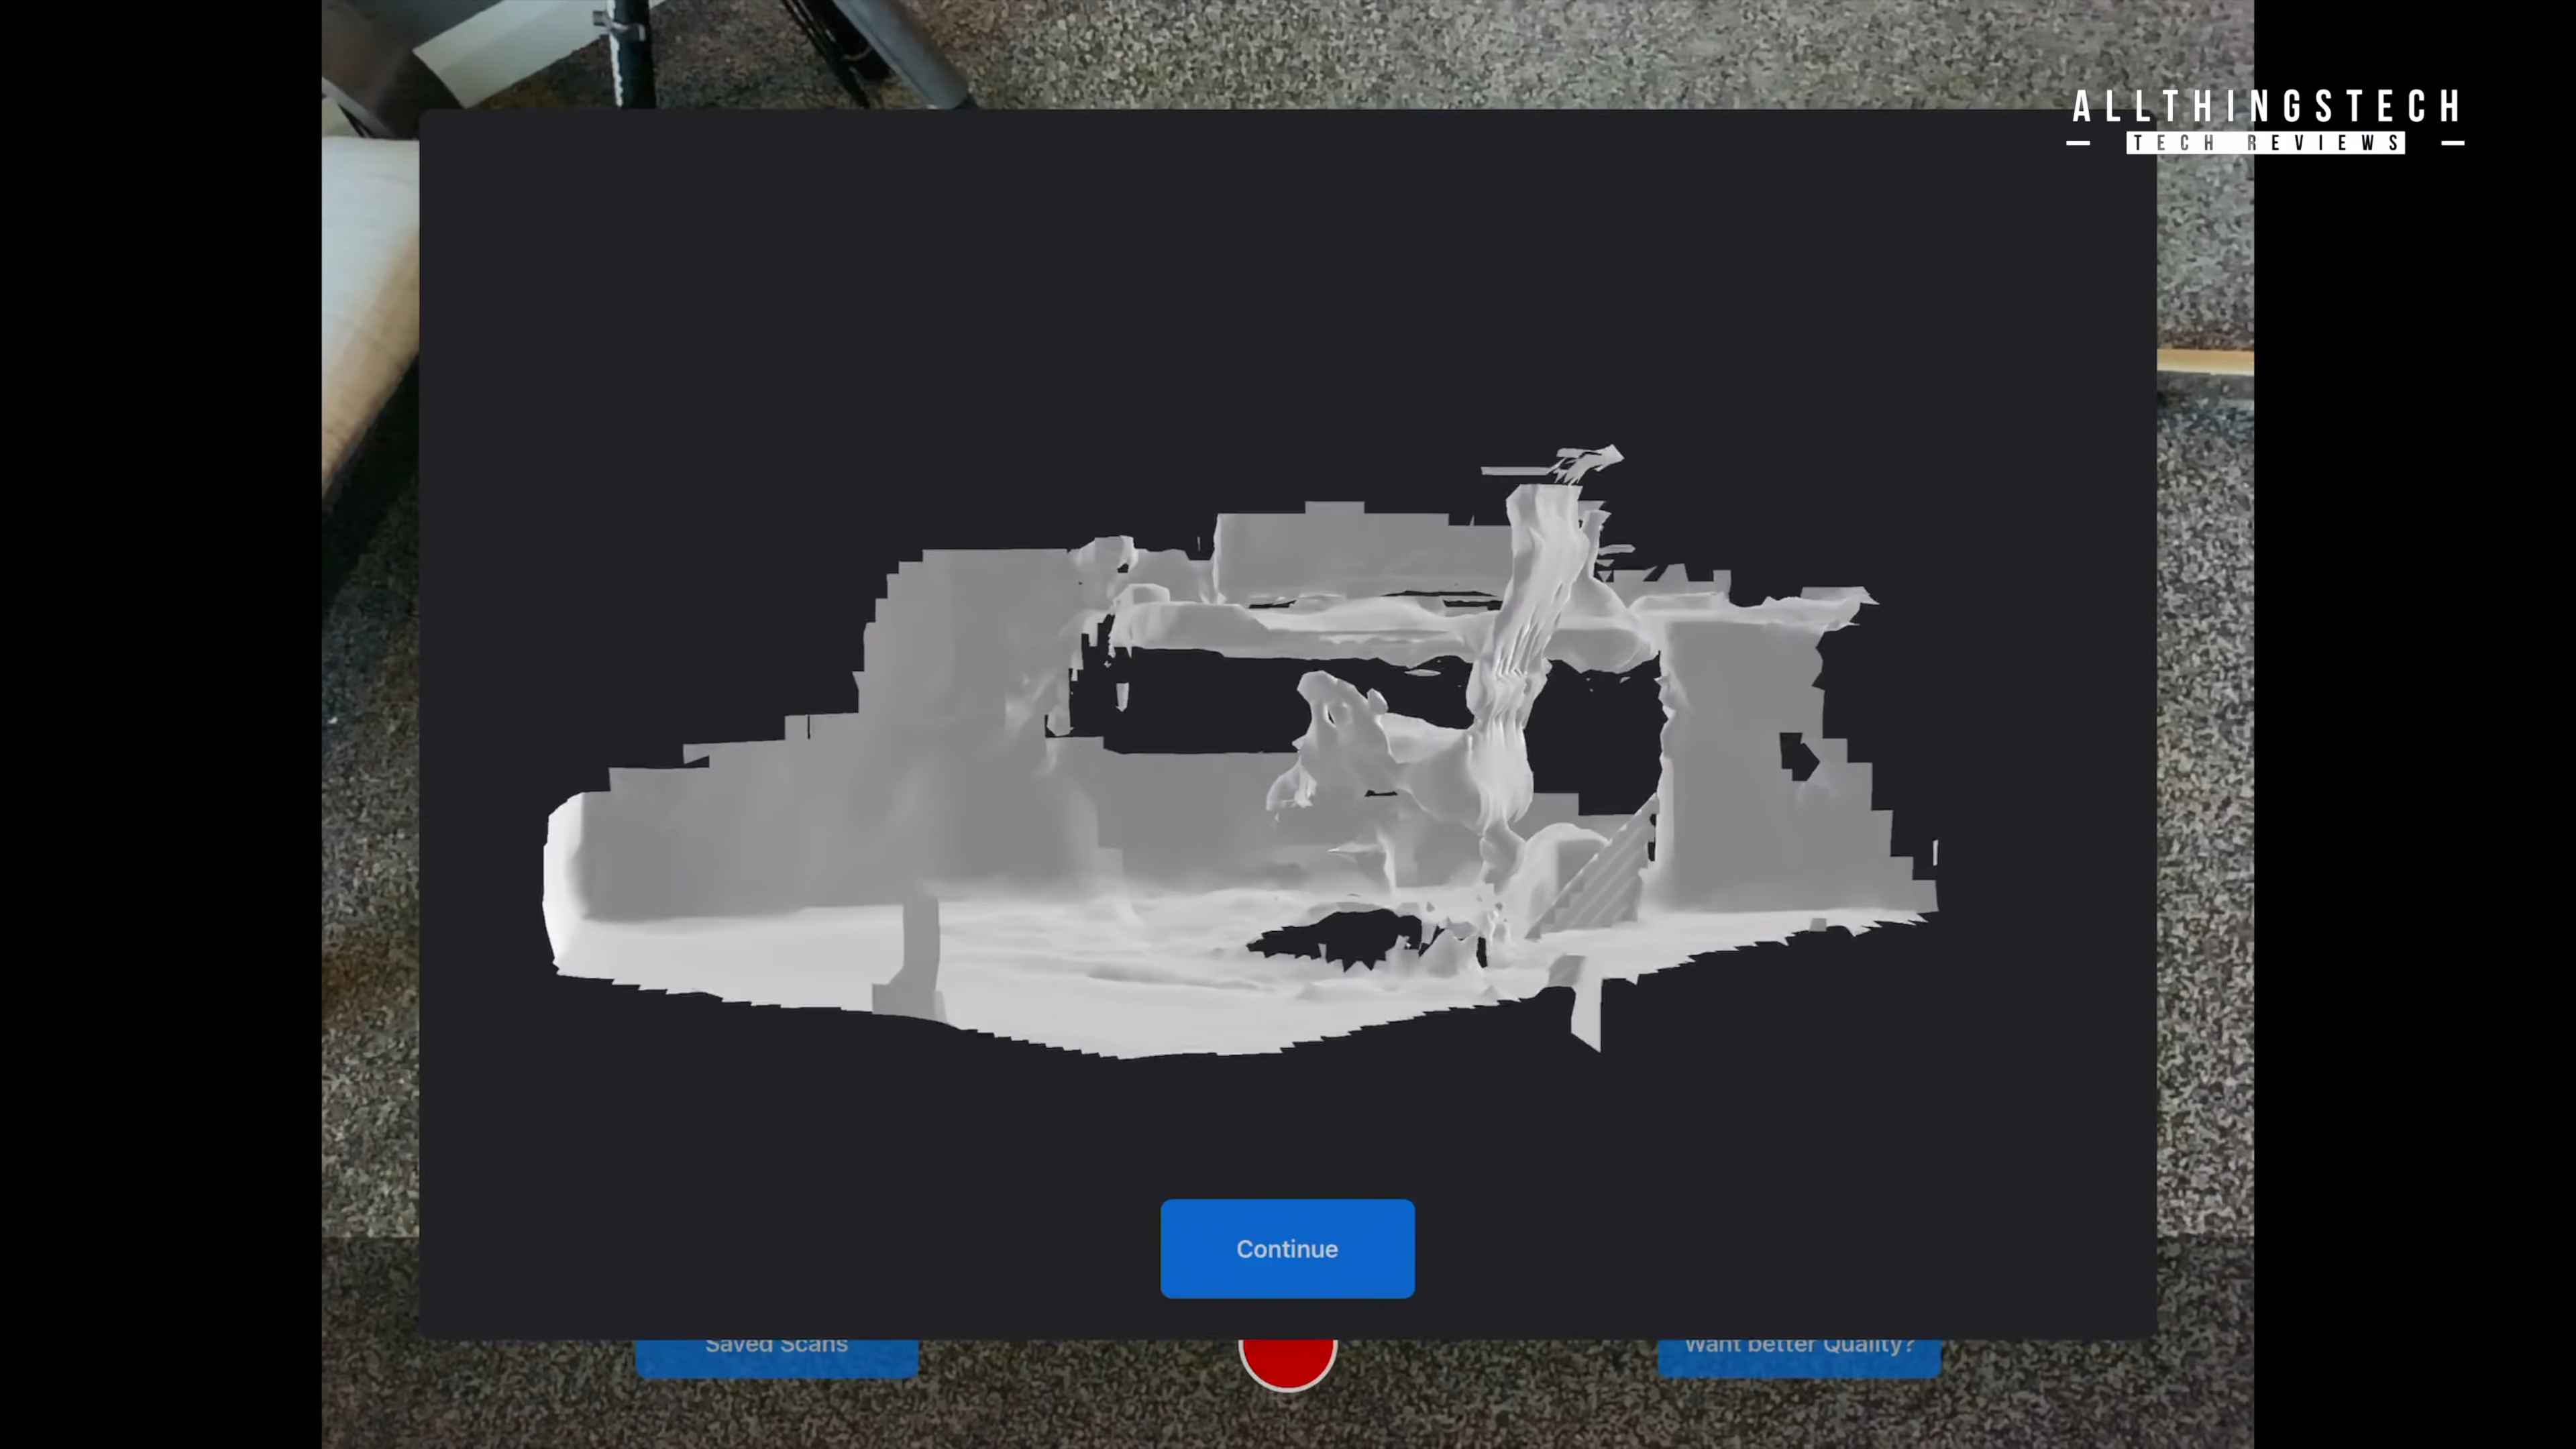 ALLTHINGSTECH
TECH REVIEWS
Continue
Saved Scans
Want better Quality?